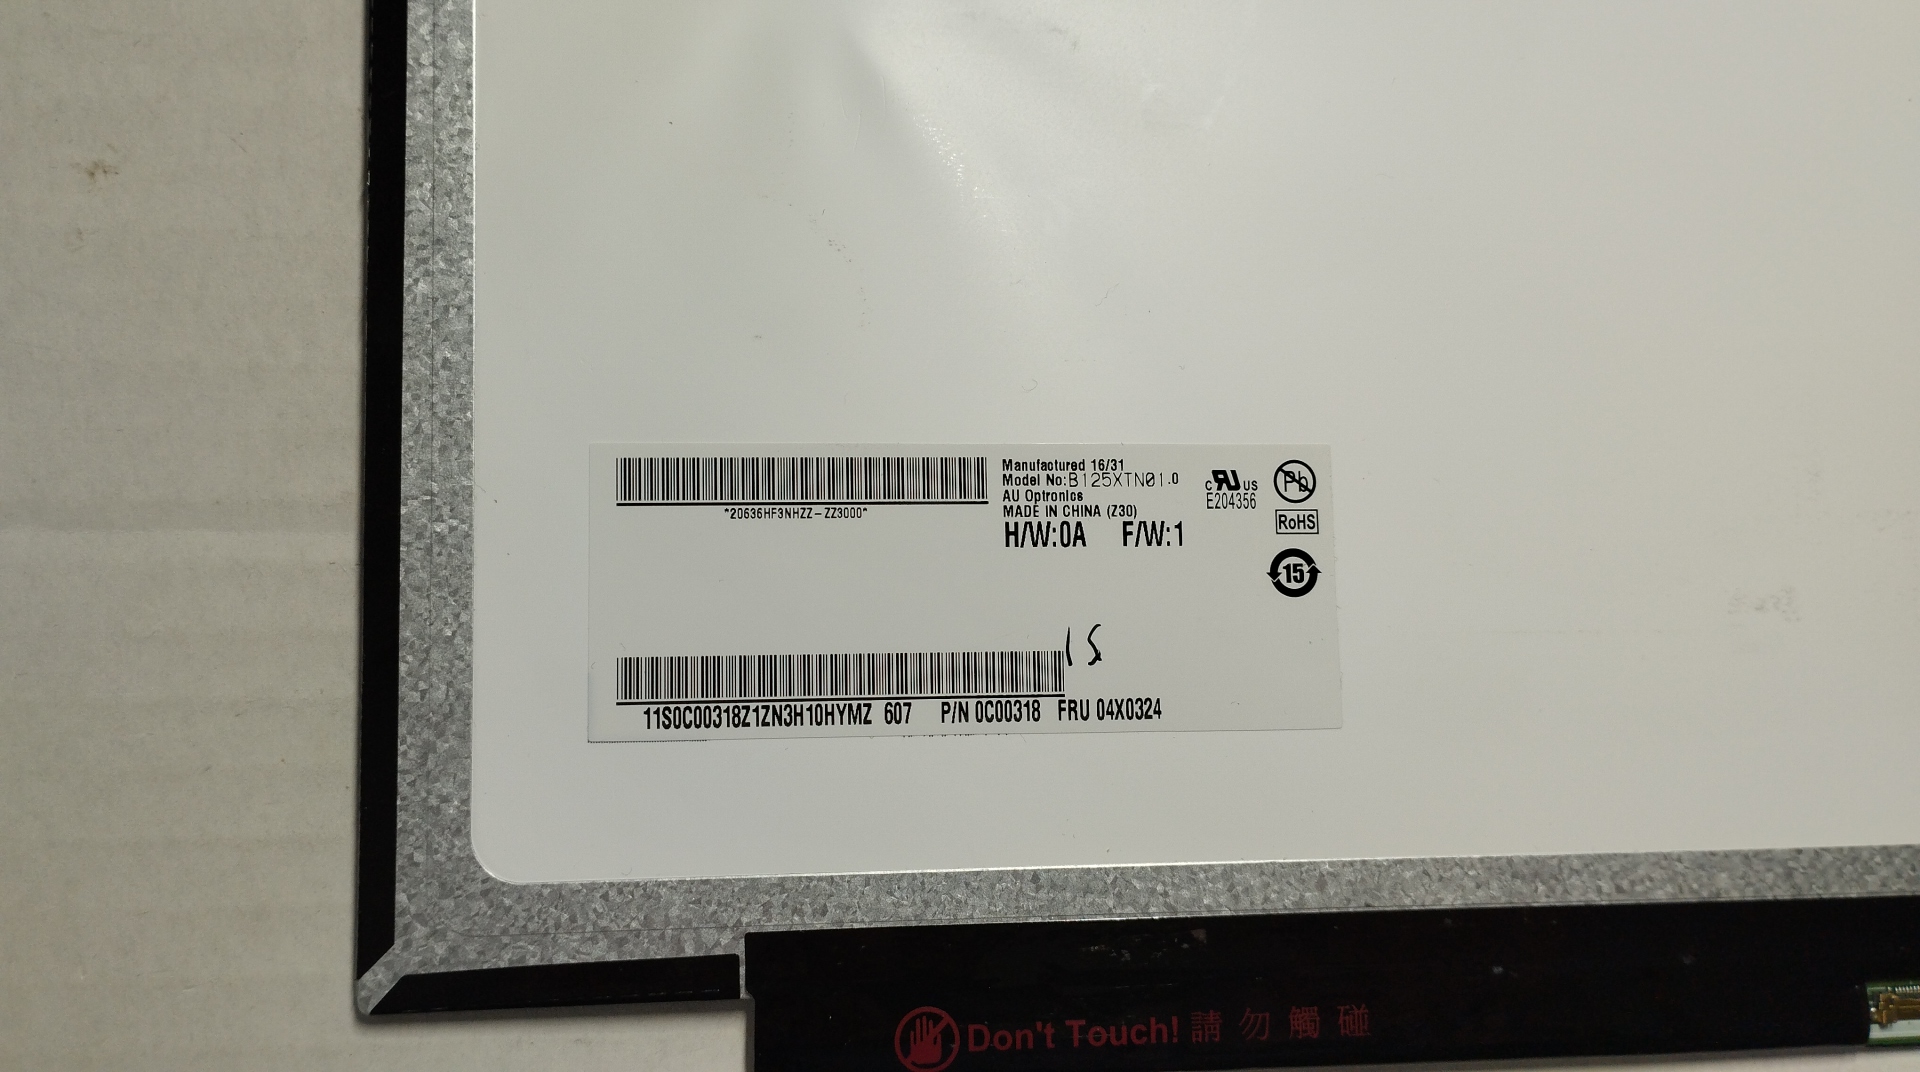 Manufactured 16/31
Model No:B125XTN01.0
AU Optronics
MADE IN CHINA (Z30)
H/W:0A F/W:1
*20636HF3NHZZ-ZZ3000*
c RU US
E204356
Pb
RoHS
15
15
11S0C00318Z1ZN3H10HYMZ 607 P/N 0C00318 FRU 04X0324
Don't Touch! 請勿觸碰